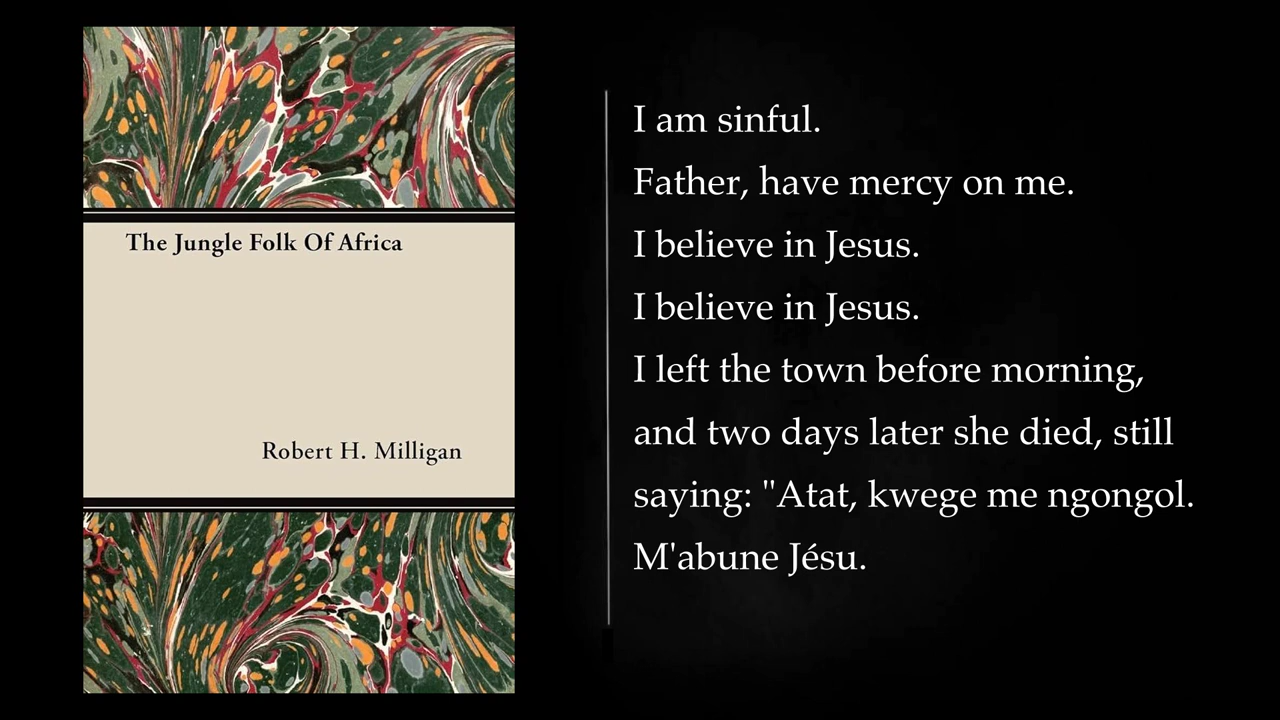 The Jungle Folk Of Africa
Robert H. Milligan
I am sinful.
Father, have mercy on me.
I believe in Jesus.
I believe in Jesus.
I left the town before morning,
and two days later she died, still
saying: "Atat, kwege me ngongol.
M'abune Jésu.